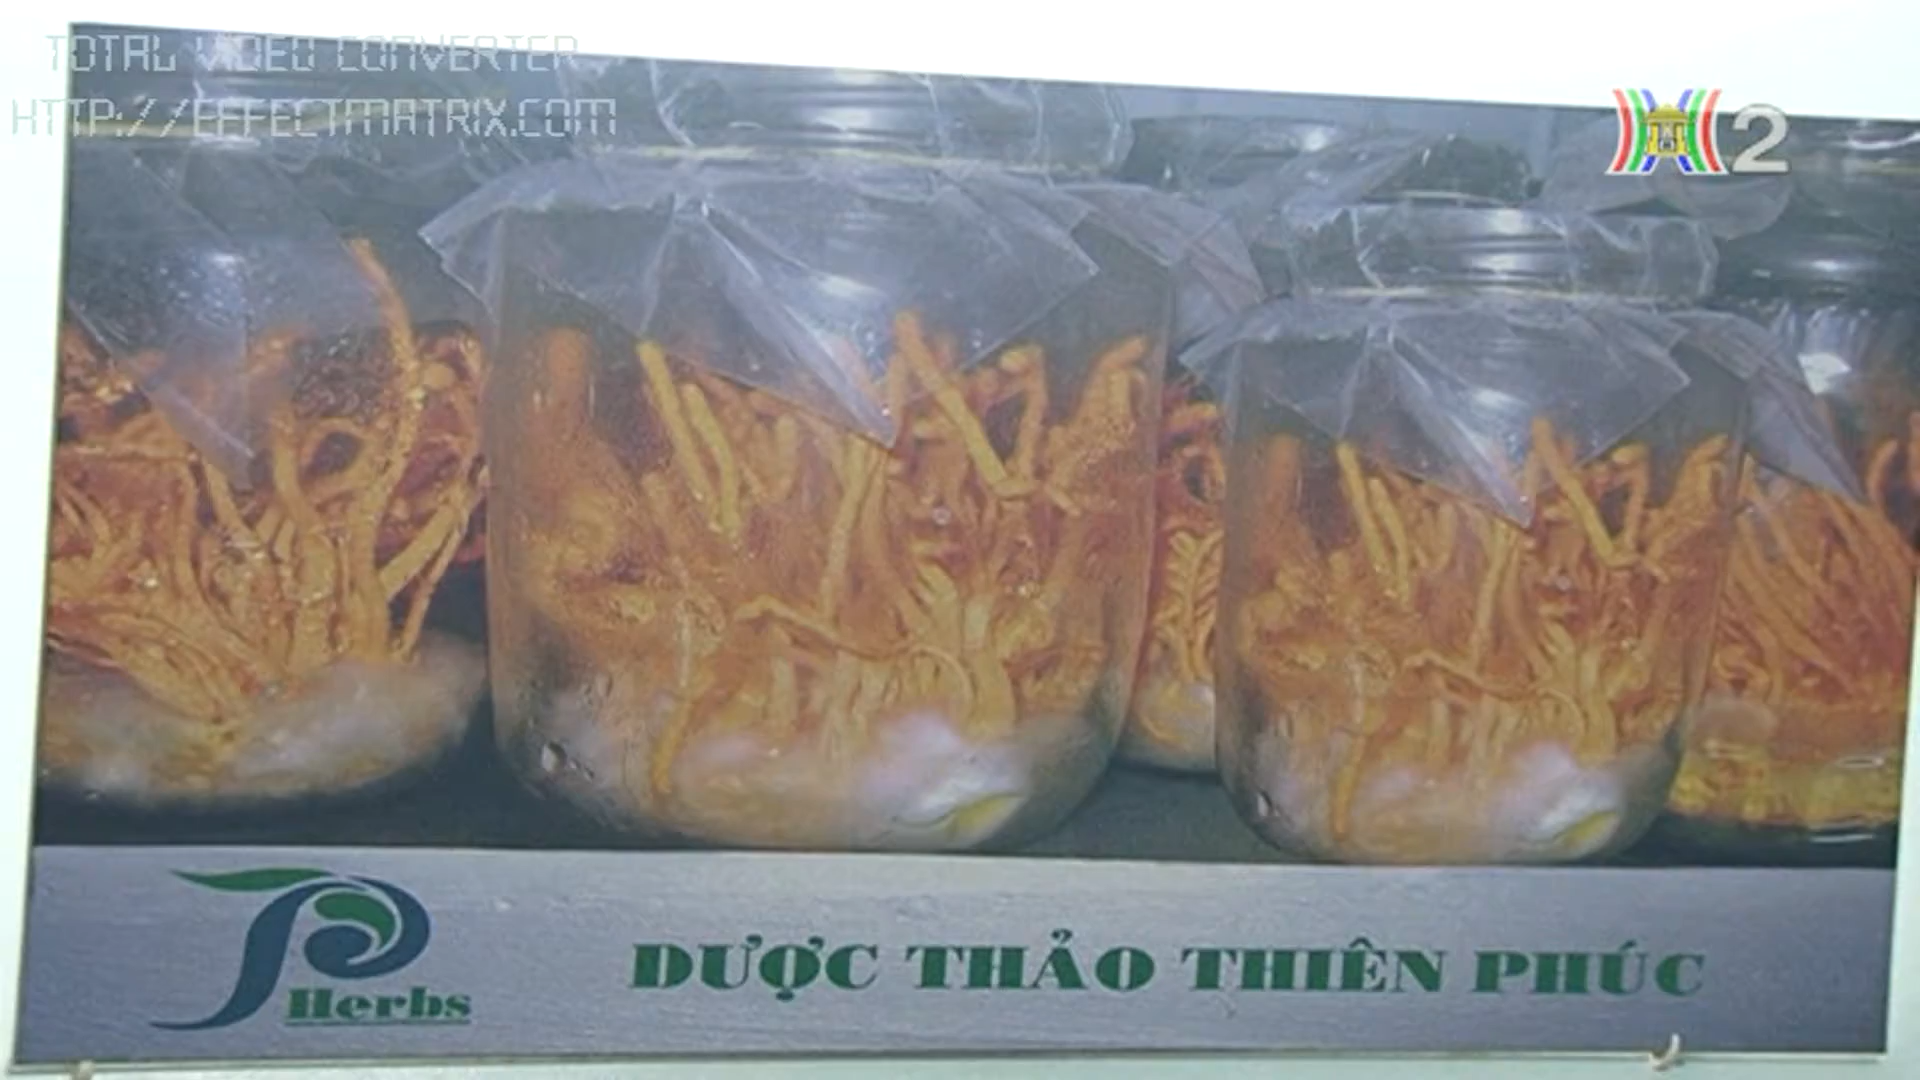 TOTAL VIDEO CONVERTER
HTTP://EFFECTMATRIX.COM
H 2
Herbs
DƯỢC THẢO THIÊN PHÚC